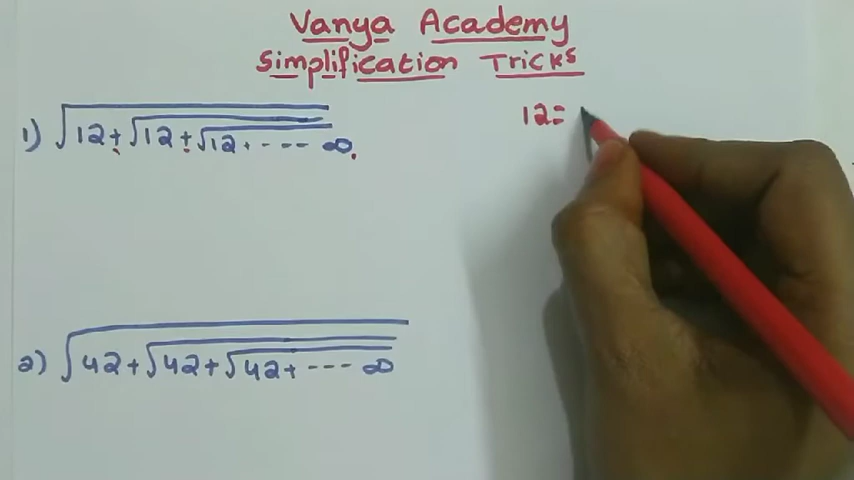 Vanya Academy
Simplification Tricks
12=
1) √12+√12+√12+---- ∞.
2) √42+√42+√42+---- ∞